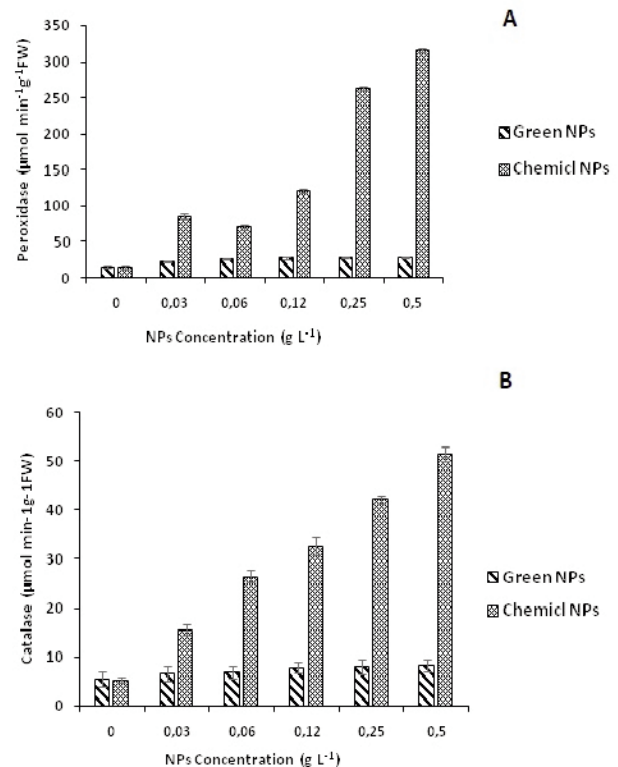 A
350
300
250
200
150
100
50
0
Peroxidase (µmol min⁻¹g⁻¹FW)
0 0,03 0,06 0,12 0,25 0,5
NPs Concentration (g L⁻¹)
Green NPs
Chemicl NPs
B
60
50
40
30
20
10
0
Catalase (µmol min-1g-1FW)
0 0,03 0,06 0,12 0,25 0,5
NPs Concentration (g L⁻¹)
Green NPs
Chemicl NPs